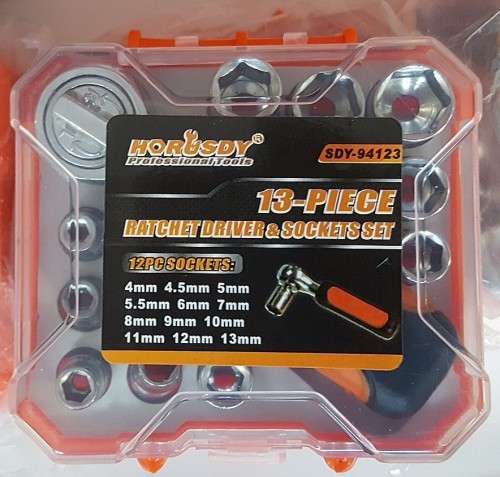 HORUSDY®
Professional Tools
SDY-94123
13-PIECE
RATCHET DRIVER & SOCKETS SET
12PC SOCKETS:
4mm 4.5mm 5mm
5.5mm 6mm 7mm
8mm 9mm 10mm
11mm 12mm 13mm